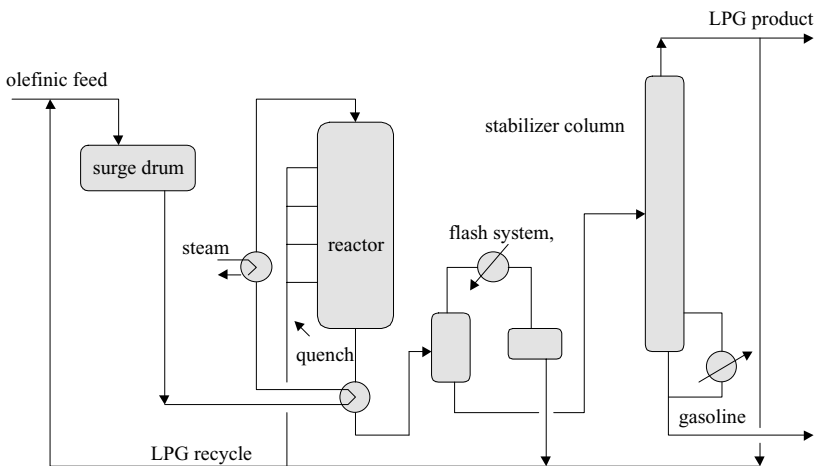 LPG product
olefinic feed
stabilizer column
surge drum
flash system,
steam
reactor
quench
gasoline
LPG recycle